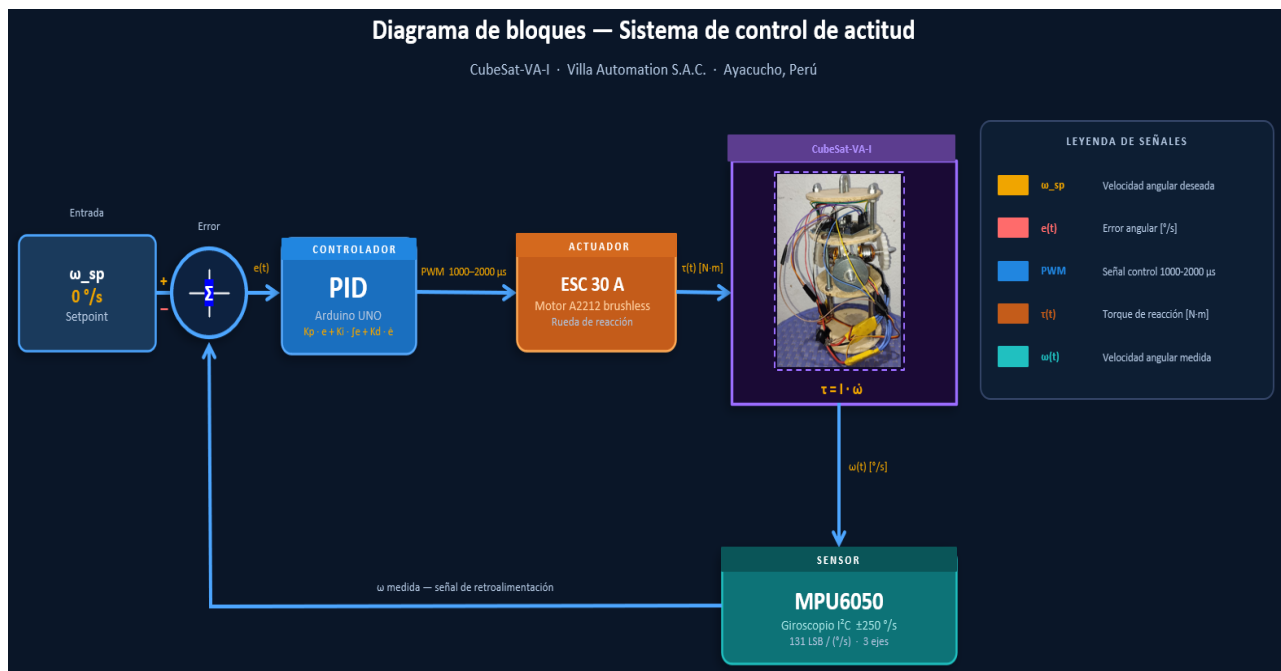 Diagrama de bloques — Sistema de control de actitud
CubeSat-VA-I · Villa Automation S.A.C. · Ayacucho, Perú
Entrada
ω_sp
0 °/s
Setpoint
Error
+
−
Σ
e(t)
CONTROLADOR
PID
Arduino UNO
Kp · e + Ki · ∫e + Kd · ė
PWM 1000–2000 µs
ACTUADOR
ESC 30 A
Motor A2212 brushless
Rueda de reacción
τ(t) [N·m]
CubeSat-VA-I
τ = I · ω̇
ω(t) [°/s]
SENSOR
MPU6050
Giroscopio I²C ±250 °/s
131 LSB / (°/s) · 3 ejes
ω medida — señal de retroalimentación
LEYENDA DE SEÑALES
ω_sp Velocidad angular deseada
e(t) Error angular [°/s]
PWM Señal control 1000-2000 µs
τ(t) Torque de reacción [N·m]
ω(t) Velocidad angular medida